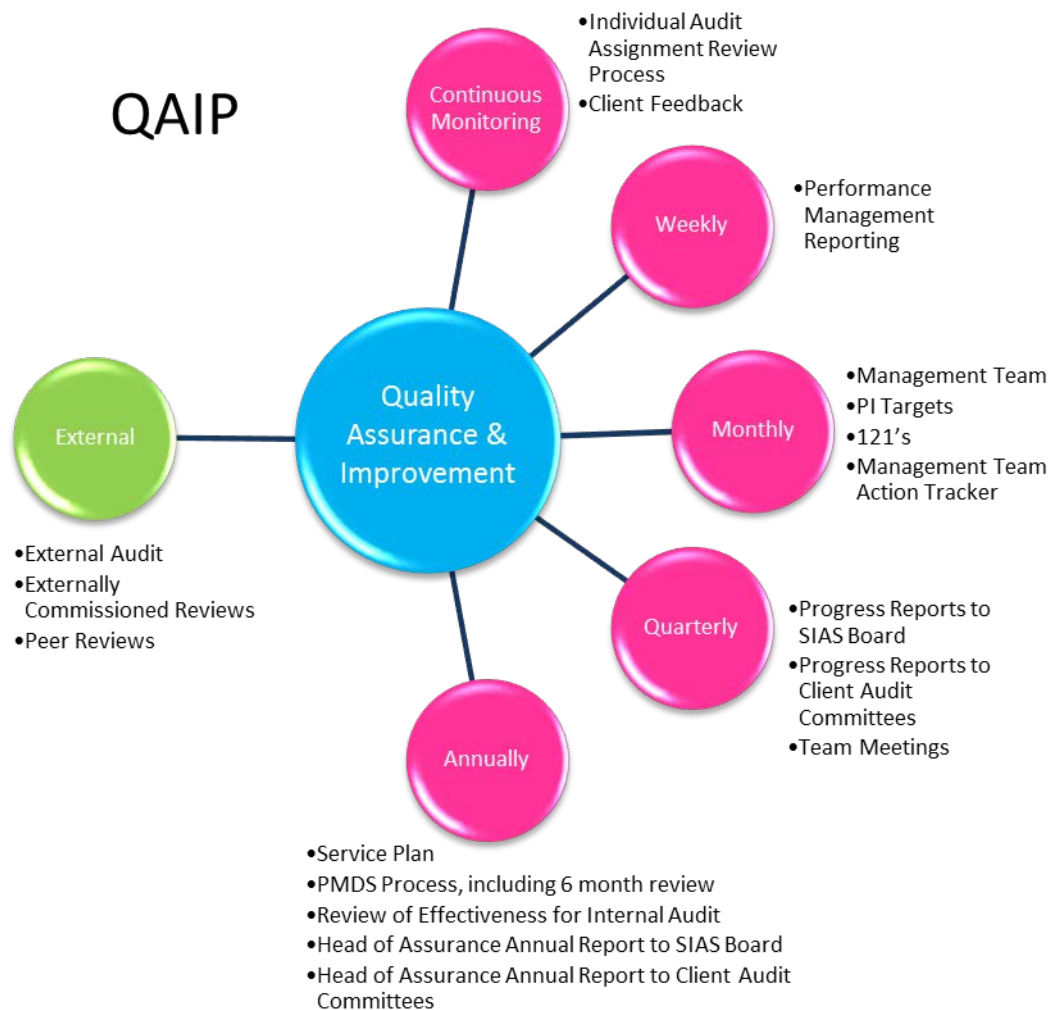 QAIP
Continuous
Monitoring
•Individual Audit
Assignment Review
Process
•Client Feedback
Weekly
•Performance
Management
Reporting
Monthly
•Management Team
•PI Targets
•121’s
•Management Team
Action Tracker
Quality
Assurance &
Improvement
External
•External Audit
•Externally
Commissioned Reviews
•Peer Reviews
Quarterly
•Progress Reports to
SIAS Board
•Progress Reports to
Client Audit
Committees
•Team Meetings
Annually
•Service Plan
•PMDS Process, including 6 month review
•Review of Effectiveness for Internal Audit
•Head of Assurance Annual Report to SIAS Board
•Head of Assurance Annual Report to Client Audit
Committees